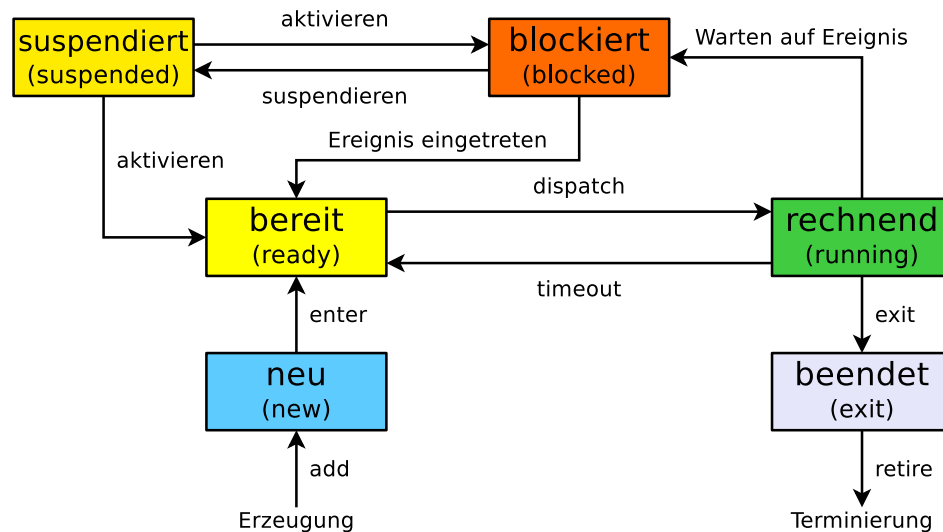 suspendiert
(suspended)
aktivieren
suspendieren
blockiert
(blocked)
Warten auf Ereignis
Ereignis eingetreten
aktivieren
bereit
(ready)
dispatch
timeout
rechnend
(running)
enter
exit
neu
(new)
beendet
(exit)
add
retire
Erzeugung
Terminierung